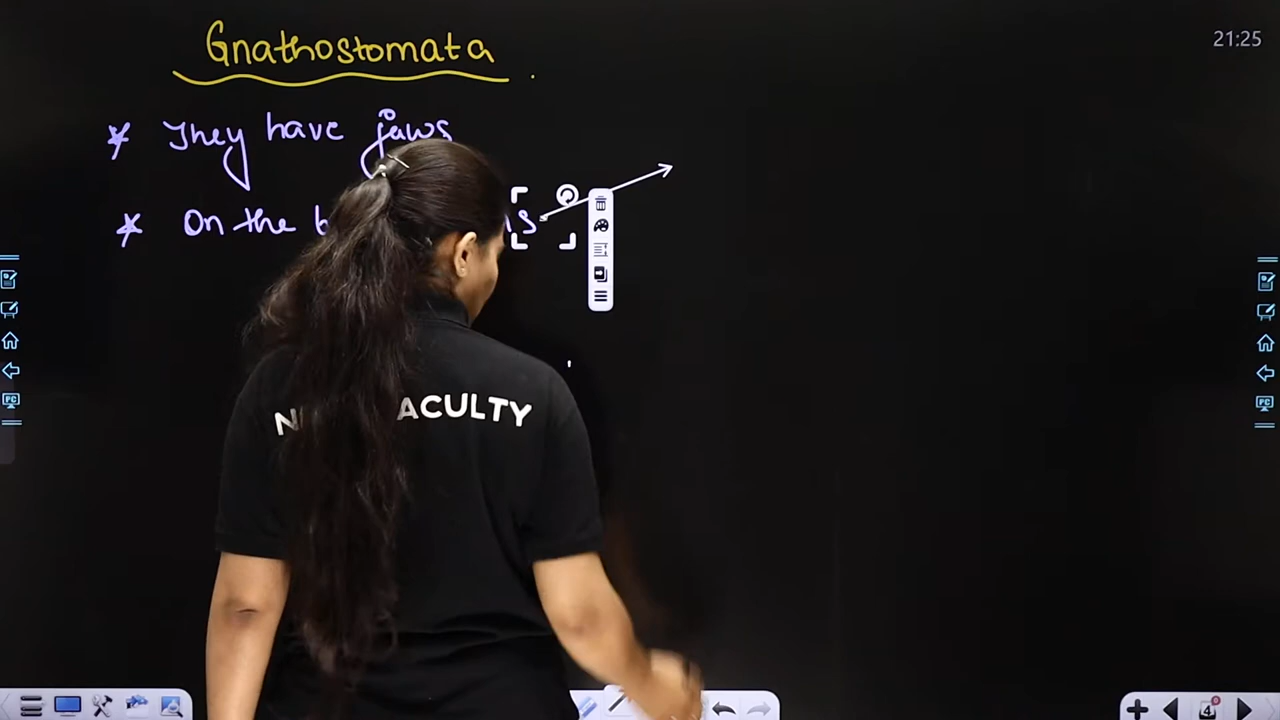 Gnathostomata
21:25
* They have jaws
* On the
ACULTY